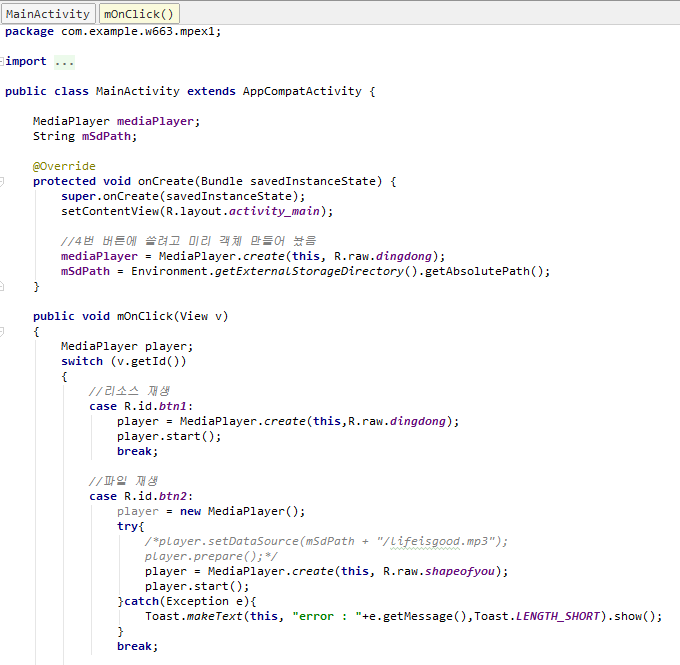 MainActivity mOnClick()
package com.example.w663.mpex1;
import ...
public class MainActivity extends AppCompatActivity {
MediaPlayer mediaPlayer;
String mSdPath;
@Override
protected void onCreate(Bundle savedInstanceState) {
super.onCreate(savedInstanceState);
setContentView(R.layout.activity_main);
//4번 버튼에 쓸려고 미리 객체 만들어 놨음
mediaPlayer = MediaPlayer.create(this, R.raw.dingdong);
mSdPath = Environment.getExternalStorageDirectory().getAbsolutePath();
}
public void mOnClick(View v)
{
MediaPlayer player;
switch (v.getId())
{
//리소스 재생
case R.id.btn1:
player = MediaPlayer.create(this,R.raw.dingdong);
player.start();
break;
//파일 재생
case R.id.btn2:
player = new MediaPlayer();
try{
/*player.setDataSource(mSdPath + "/lifeisgood.mp3");
player.prepare();*/
player = MediaPlayer.create(this, R.raw.shapeofyou);
player.start();
}catch(Exception e){
Toast.makeText(this, "error : "+e.getMessage(),Toast.LENGTH_SHORT).show();
}
break;